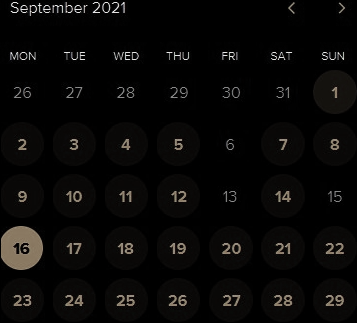 September 2021 < >
MON TUE WED THU FRI SAT SUN
26 27 28 29 30 31 1
2 3 4 5 6 7 8
9 10 11 12 13 14 15
16 17 18 19 20 21 22
23 24 25 26 27 28 29